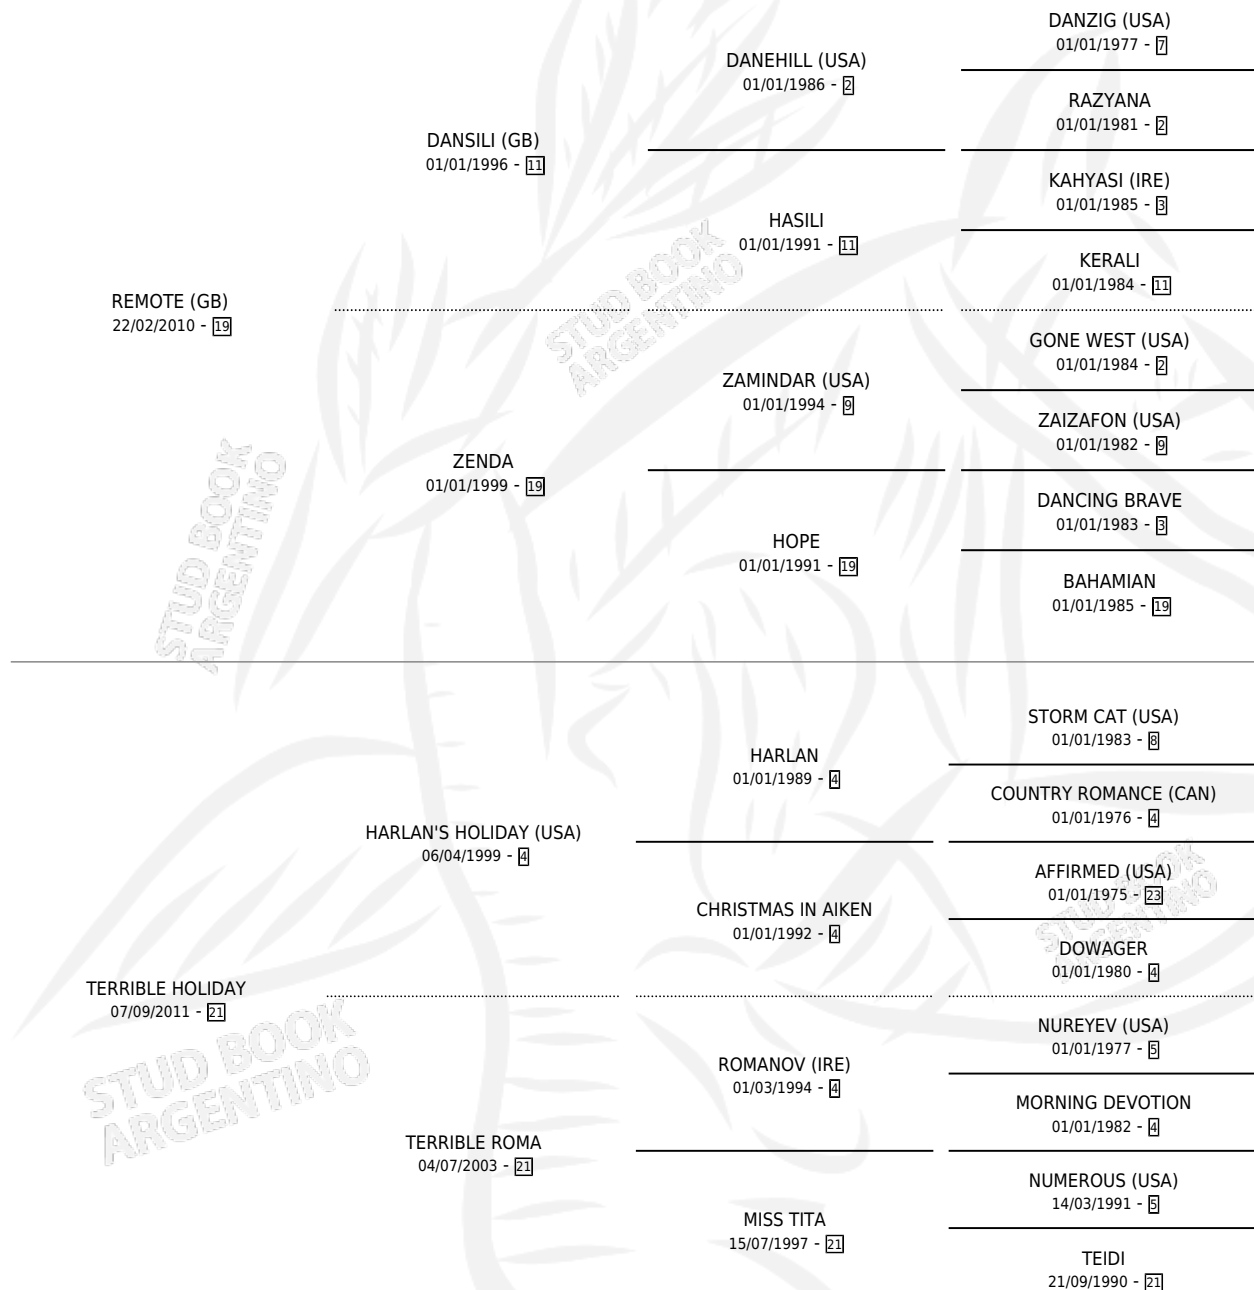 DANZIG (USA)
01/01/1977 - 7
DANEHILL (USA)
01/01/1986 - 2
RAZYANA
01/01/1981 - 2
DANSILI (GB)
01/01/1996 - 11
KAHYASI (IRE)
01/01/1985 - 3
HASILI
01/01/1991 - 11
KERALI
01/01/1984 - 11
REMOTE (GB)
22/02/2010 - 19
GONE WEST (USA)
01/01/1984 - 2
ZAMINDAR (USA)
01/01/1994 - 9
ZAIZAFON (USA)
01/01/1982 - 9
ZENDA
01/01/1999 - 19
DANCING BRAVE
01/01/1983 - 3
HOPE
01/01/1991 - 19
BAHAMIAN
01/01/1985 - 19
STORM CAT (USA)
01/01/1983 - 8
HARLAN
01/01/1989 - 4
COUNTRY ROMANCE (CAN)
01/01/1976 - 4
HARLAN'S HOLIDAY (USA)
06/04/1999 - 4
AFFIRMED (USA)
01/01/1975 - 23
CHRISTMAS IN AIKEN
01/01/1992 - 4
DOWAGER
01/01/1980 - 4
TERRIBLE HOLIDAY
07/09/2011 - 21
NUREYEV (USA)
01/01/1977 - 5
ROMANOV (IRE)
01/03/1994 - 4
MORNING DEVOTION
01/01/1982 - 4
TERRIBLE ROMA
04/07/2003 - 21
NUMEROUS (USA)
14/03/1991 - 5
MISS TITA
15/07/1997 - 21
TEIDI
21/09/1990 - 21
STUD BOOK
ARGENTINO
STUD BOOK
ARGENTINO
STUD BOOK
ARGENTINO
STUD BOOK
ARGENTINO